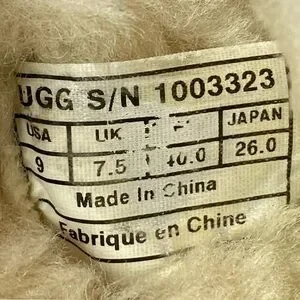 UGG S/N 1003323
USA UK JAPAN
9 7.5 40.0 26.0
Made In China
Fabrique en Chine